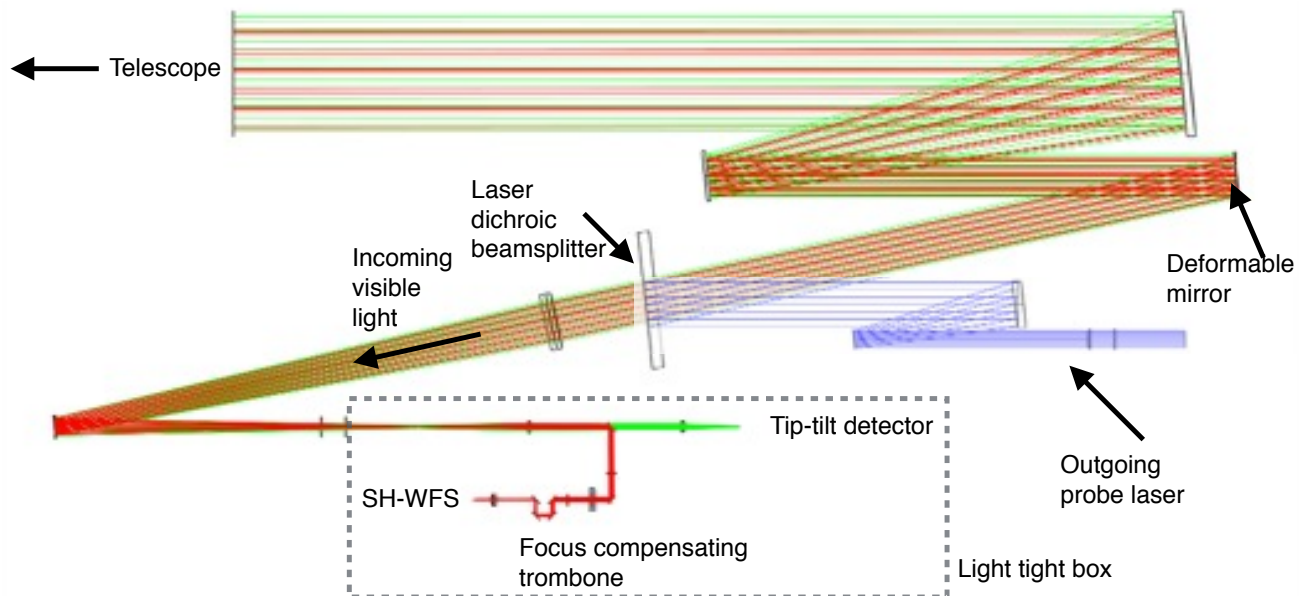 Telescope
Laser
dichroic
beamsplitter
Incoming
visible
light
Deformable
mirror
Tip-tilt detector
Outgoing
probe laser
SH-WFS
Focus compensating
trombone
Light tight box